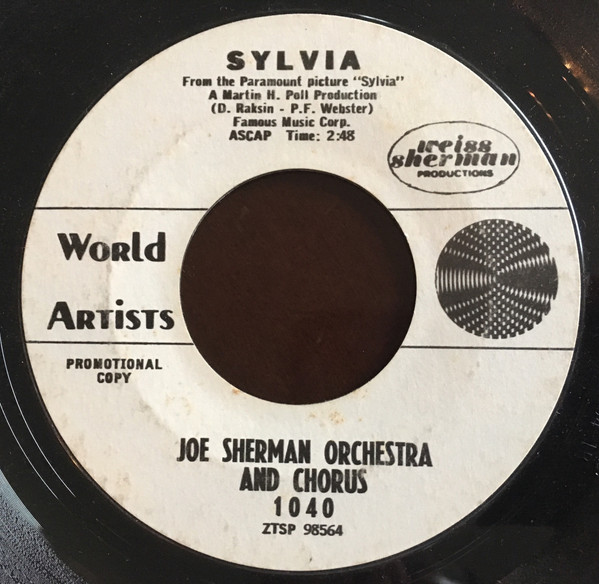 SYLVIA
From the Paramount picture "Sylvia"
A Martin H. Poll Production
(D. Raksin - P.F. Webster)
Famous Music Corp.
ASCAP Time: 2:48
weiss
sherman
PRODUCTIONS
World
Artists
PROMOTIONAL
COPY
JOE SHERMAN ORCHESTRA
AND CHORUS
1040
ZTSP 98564